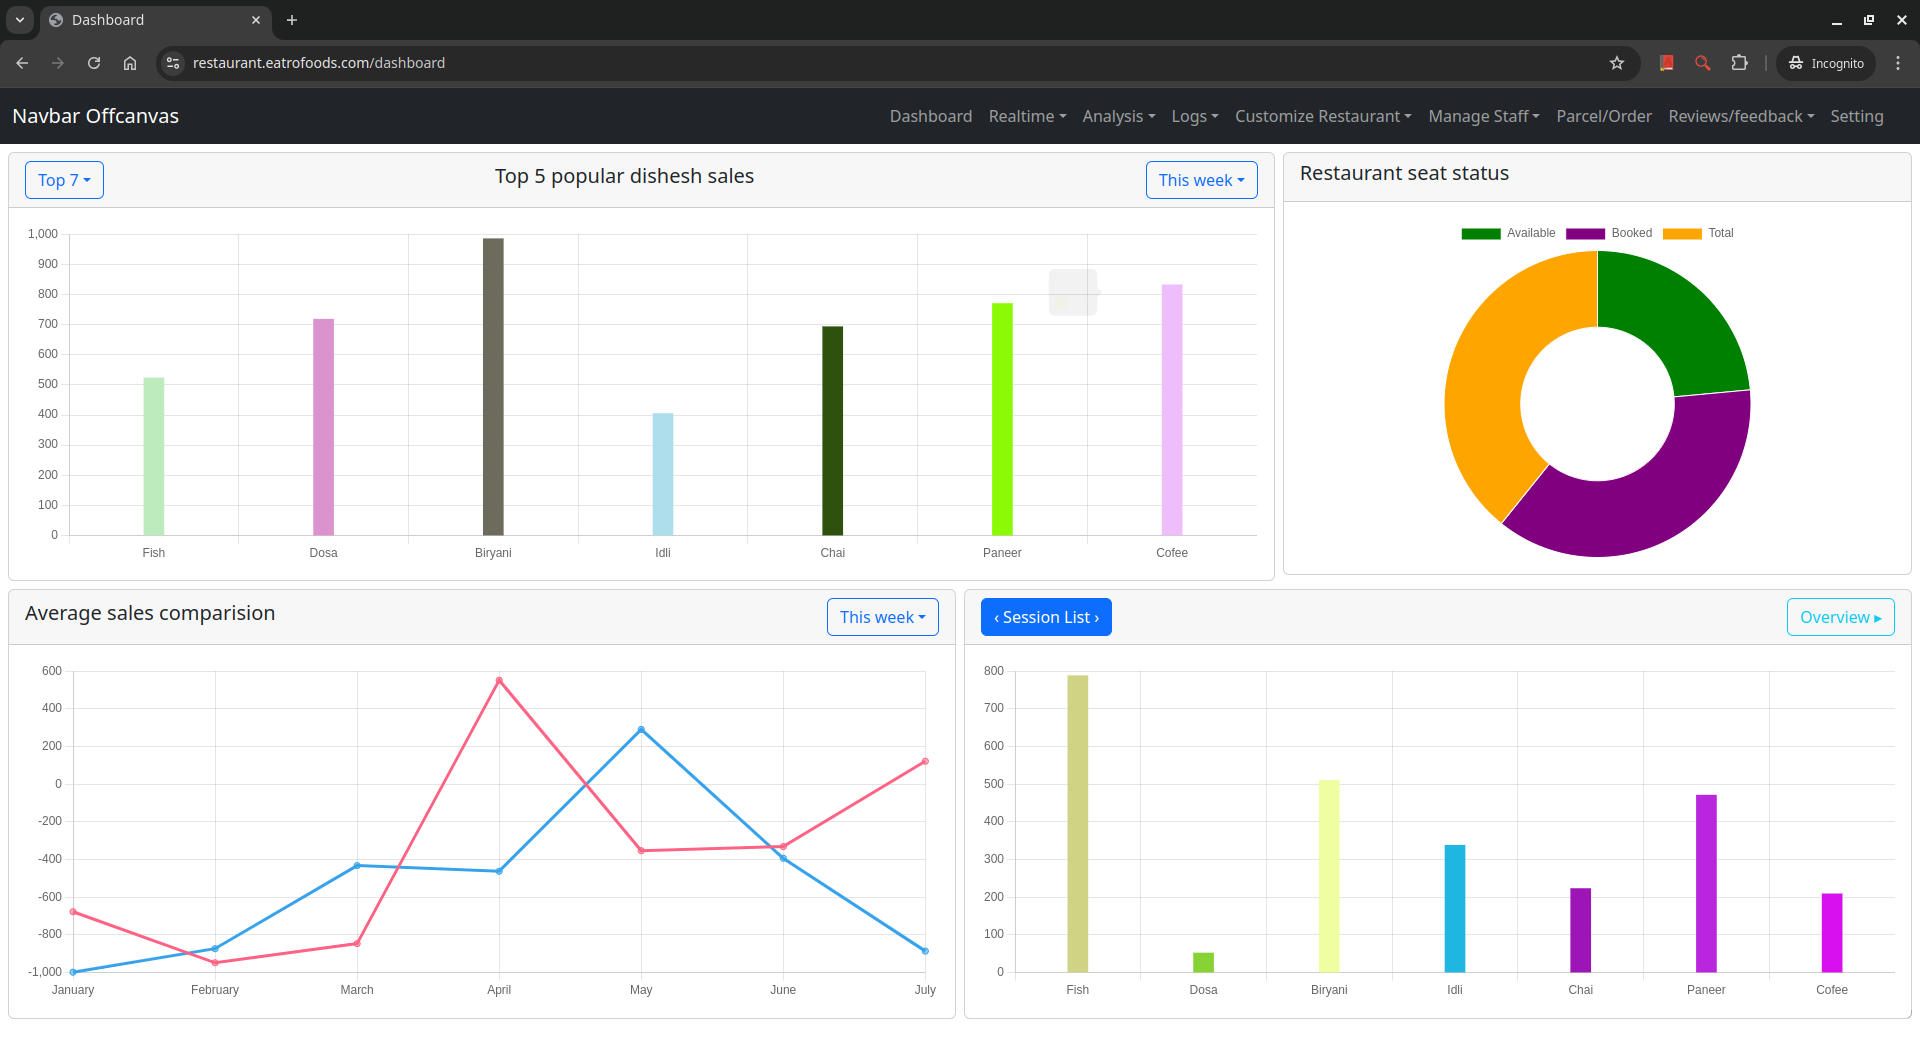 Dashboard
restaurant.eatrofoods.com/dashboard
Incognito
Navbar Offcanvas
Dashboard Realtime Analysis Logs Customize Restaurant Manage Staff Parcel/Order Reviews/feedback Setting
Top 7 Top 5 popular dishesh sales This week
1,000
900
800
700
600
500
400
300
200
100
0
Fish Dosa Biryani Idli Chai Paneer Cofee
Restaurant seat status
Available Booked Total
Average sales comparision This week
600
400
200
0
-200
-400
-600
-800
-1,000
January February March April May June July
‹ Session List › Overview ▸
800
700
600
500
400
300
200
100
0
Fish Dosa Biryani Idli Chai Paneer Cofee